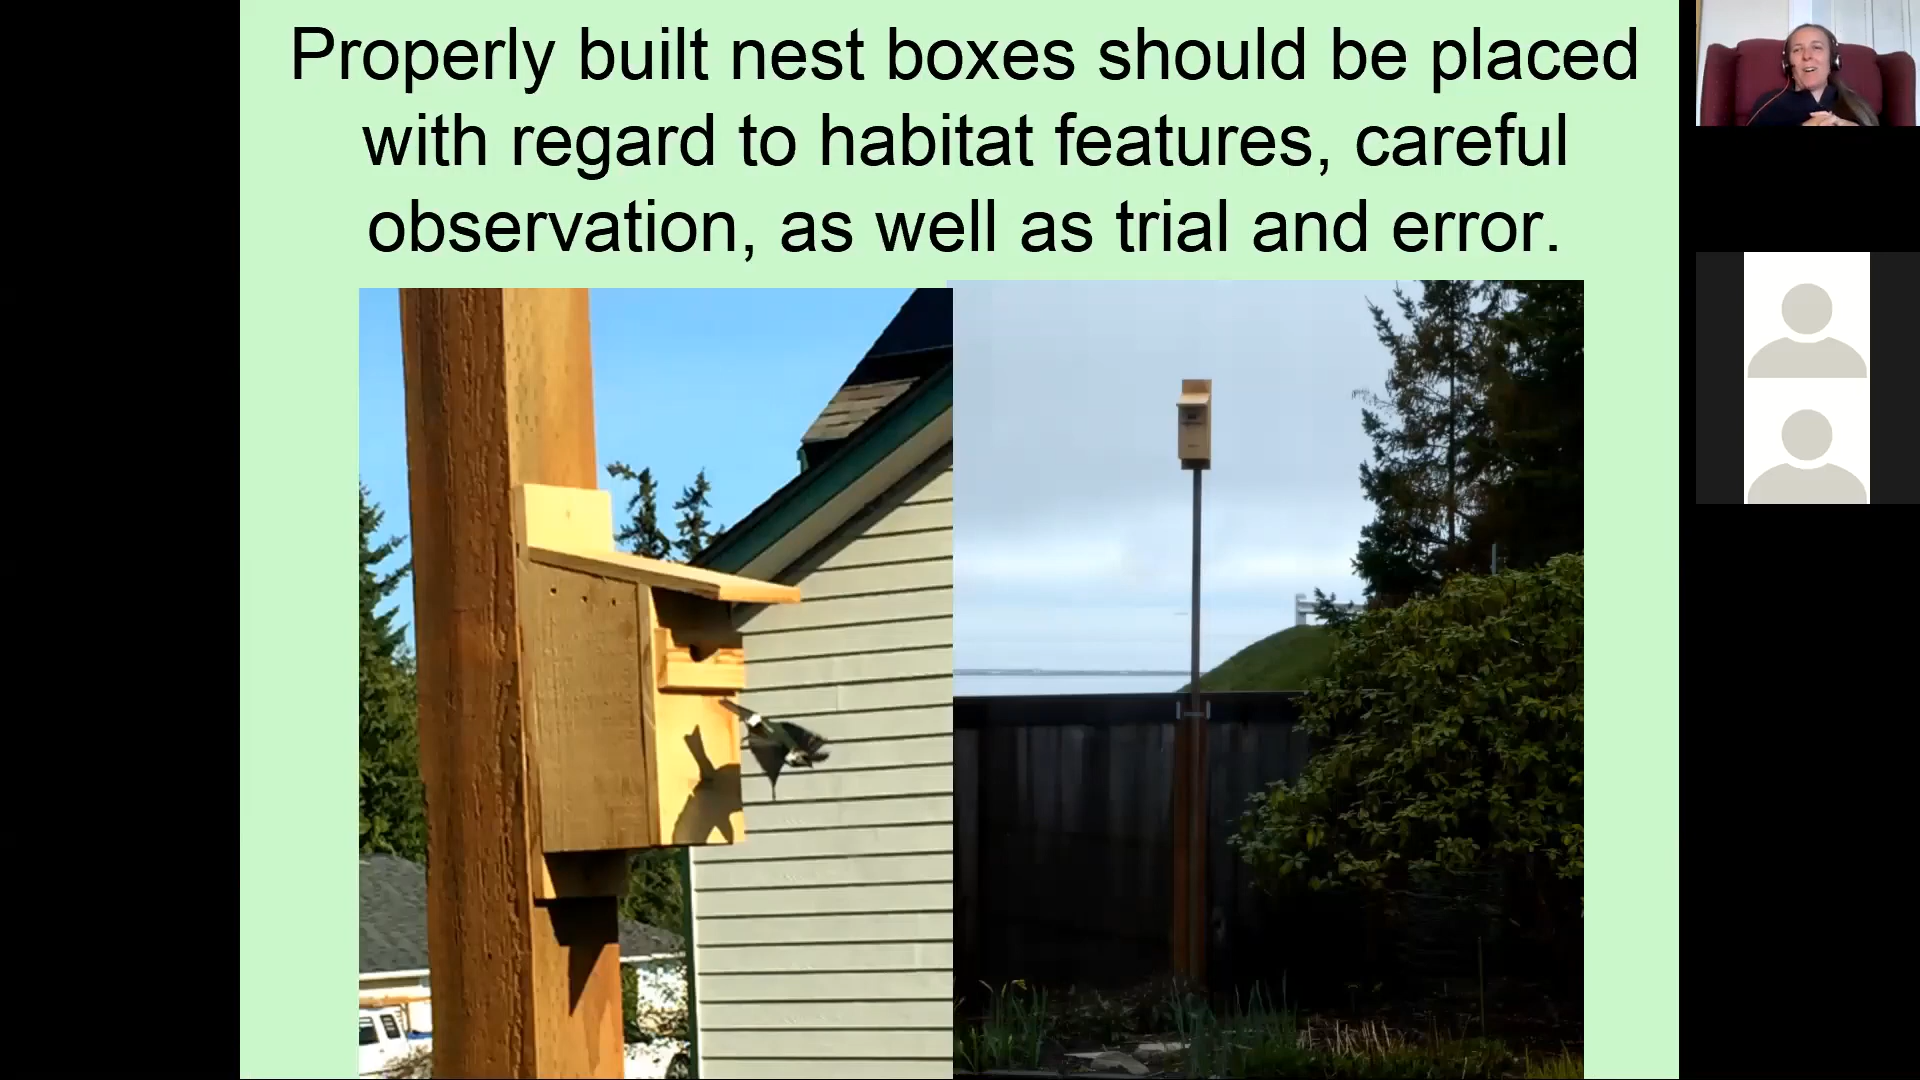 Properly built nest boxes should be placed
with regard to habitat features, careful
observation, as well as trial and error.